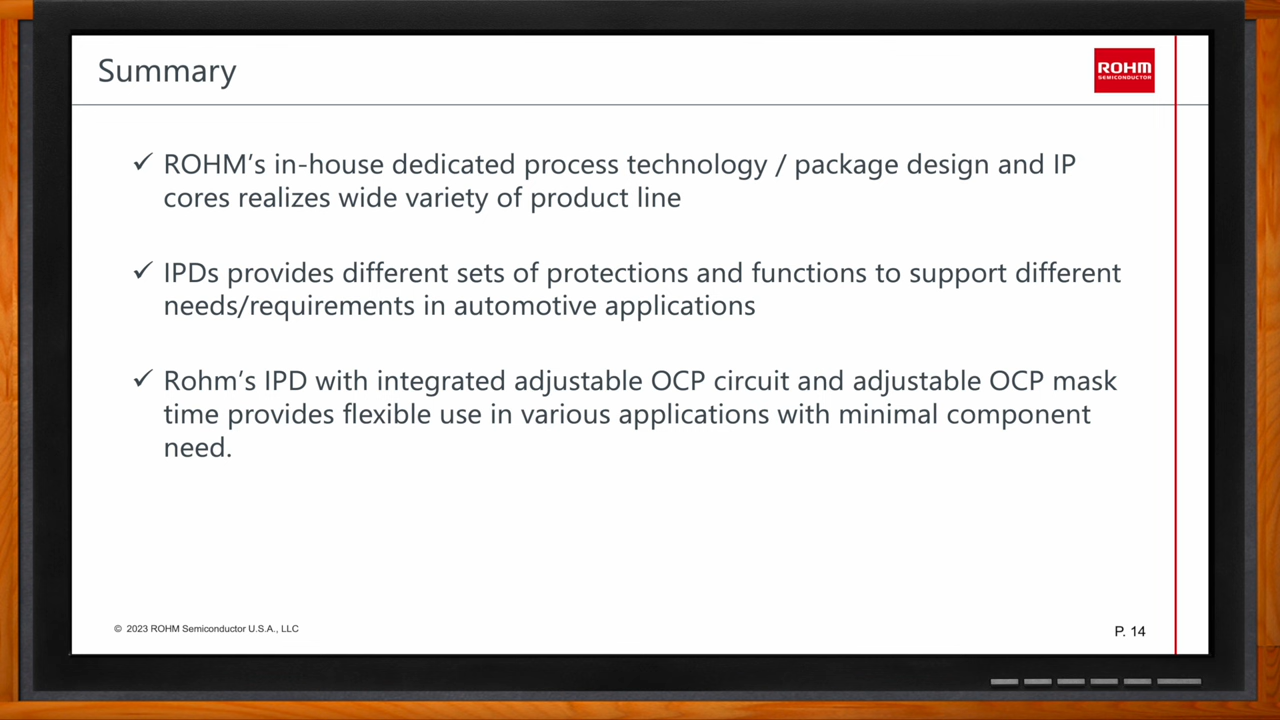 Summary
ROHM
SEMICONDUCTOR
✓ ROHM’s in-house dedicated process technology / package design and IP
cores realizes wide variety of product line
✓ IPDs provides different sets of protections and functions to support different
needs/requirements in automotive applications
✓ Rohm’s IPD with integrated adjustable OCP circuit and adjustable OCP mask
time provides flexible use in various applications with minimal component
need.
© 2023 ROHM Semiconductor U.S.A., LLC
P. 14